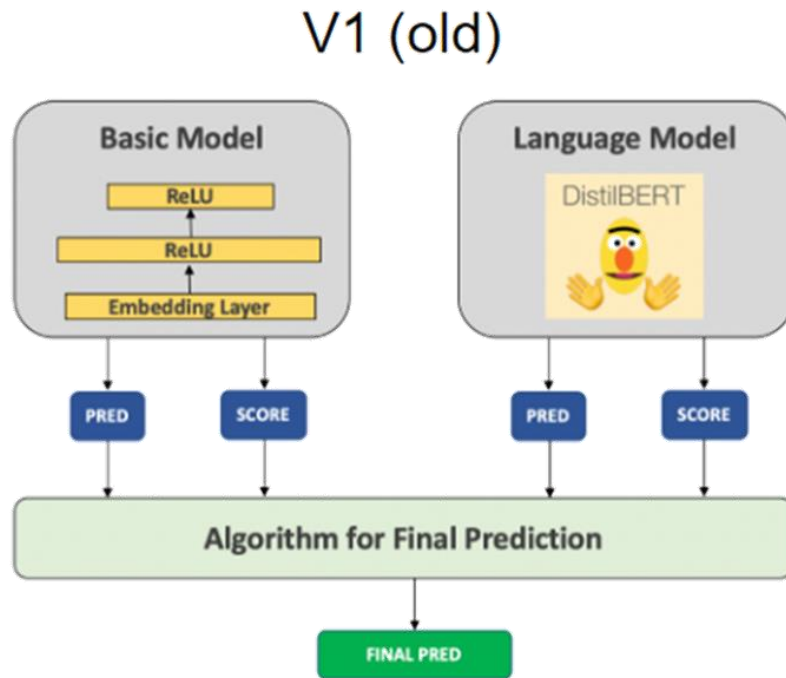 V1 (old)
Basic Model
ReLU
ReLU
Embedding Layer
Language Model
DistilBERT
PRED
SCORE
PRED
SCORE
Algorithm for Final Prediction
FINAL PRED